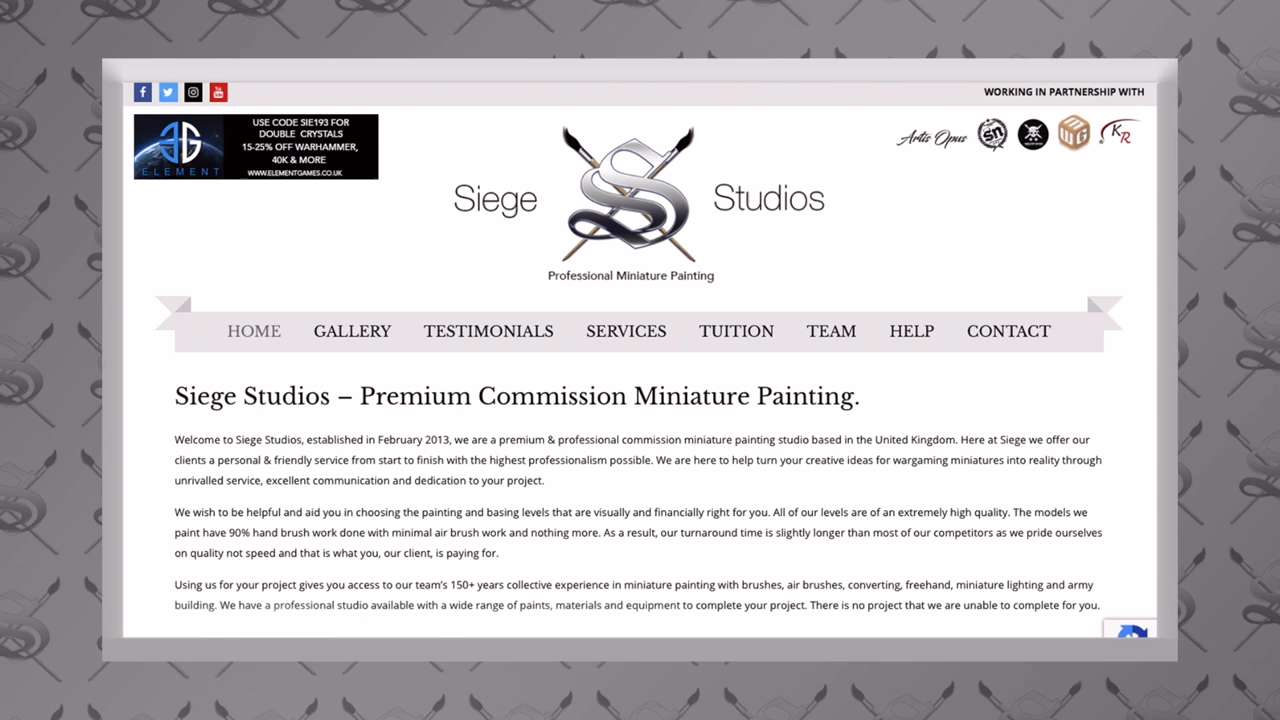 WORKING IN PARTNERSHIP WITH
USE CODE SIE193 FOR
DOUBLE CRYSTALS
15-25% OFF WARHAMMER,
40K & MORE
WWW.ELEMENTGAMES.CO.UK
EG
ELEMENT
Artis Opus
SN
KR
Siege
S
Studios
Professional Miniature Painting
HOME GALLERY TESTIMONIALS SERVICES TUITION TEAM HELP CONTACT
Siege Studios – Premium Commission Miniature Painting.
Welcome to Siege Studios, established in February 2013, we are a premium & professional commission miniature painting studio based in the United Kingdom. Here at Siege we offer our
clients a personal & friendly service from start to finish with the highest professionalism possible. We are here to help turn your creative ideas for wargaming miniatures into reality through
unrivalled service, excellent communication and dedication to your project.
We wish to be helpful and aid you in choosing the painting and basing levels that are visually and financially right for you. All of our levels are of an extremely high quality. The models we
paint have 90% hand brush work done with minimal air brush work and nothing more. As a result, our turnaround time is slightly longer than most of our competitors as we pride ourselves
on quality not speed and that is what you, our client, is paying for.
Using us for your project gives you access to our team's 150+ years collective experience in miniature painting with brushes, air brushes, converting, freehand, miniature lighting and army
building. We have a professional studio available with a wide range of paints, materials and equipment to complete your project. There is no project that we are unable to complete for you.